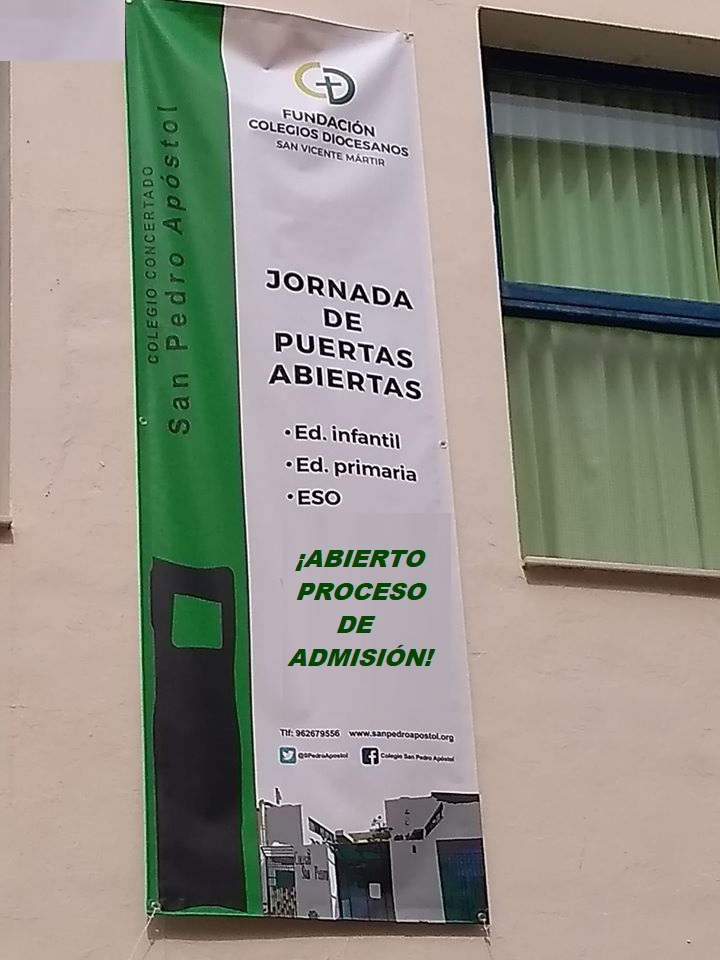 COLEGIO CONCERTADO
San Pedro Apóstol
FUNDACIÓN
COLEGIOS DIOCESANOS
SAN VICENTE MÁRTIR
JORNADA
DE
PUERTAS
ABIERTAS
• Ed. infantil
• Ed. primaria
• ESO
¡ABIERTO
PROCESO
DE
ADMISIÓN!
Tlf: 962679556 www.sanpedroapostol.org
@SPedroApostol Colegio San Pedro Apóstol